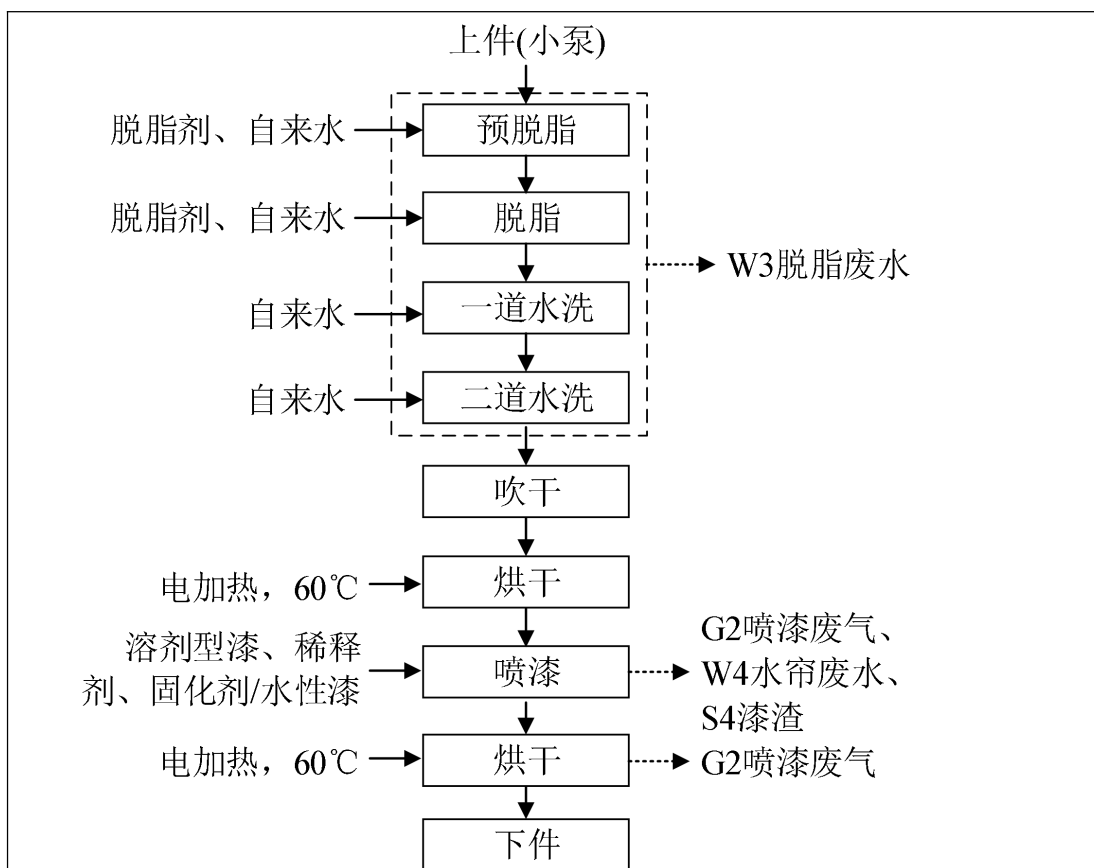 上件(小泵)
脱脂剂、自来水
预脱脂
脱脂剂、自来水
脱脂
W3脱脂废水
自来水
一道水洗
自来水
二道水洗
吹干
电加热，60℃
烘干
溶剂型漆、稀释
剂、固化剂/水性漆
喷漆
G2喷漆废气、
W4水帘废水、
S4漆渣
电加热，60℃
烘干
G2喷漆废气
下件